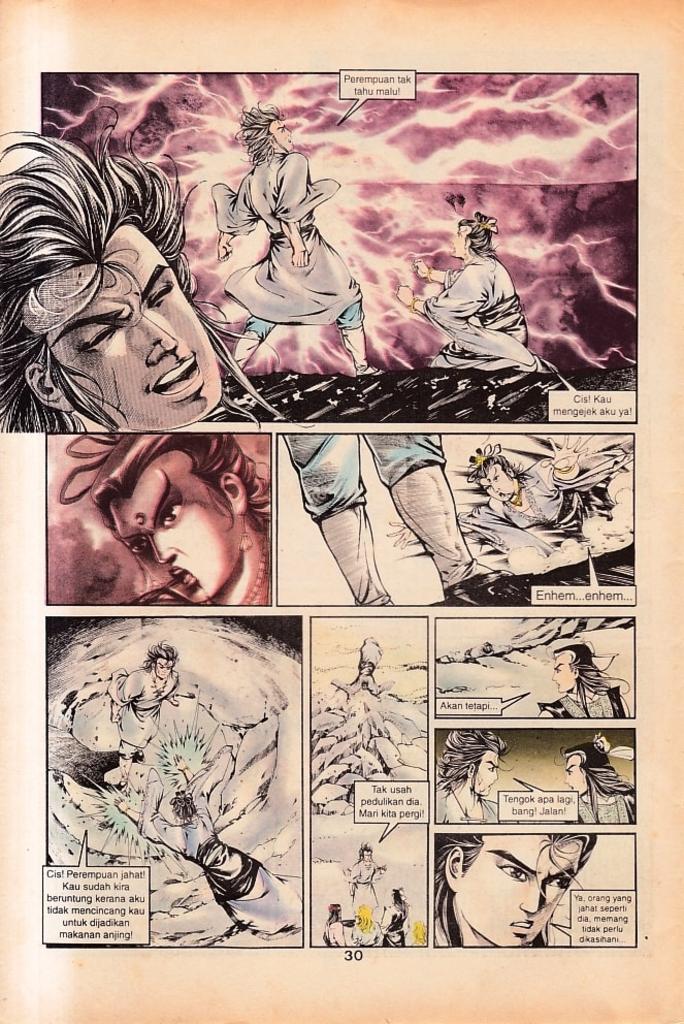 Perempuan tak
tahu malu!
Cis! Kau
mengejek aku ya!
Enhem...enhem...
Cis! Perempuan jahat!
Kau sudah kira
beruntung kerana aku
tidak mencincang kau
untuk dijadikan
makanan anjing!
Tak usah
pedulikan dia.
Mari kita pergi!
Akan tetapi...
Tengok apa lagi,
bang! Jalan!
Ya, orang yang
jahat seperti
dia, memang
tidak perlu
dikasihani...
30